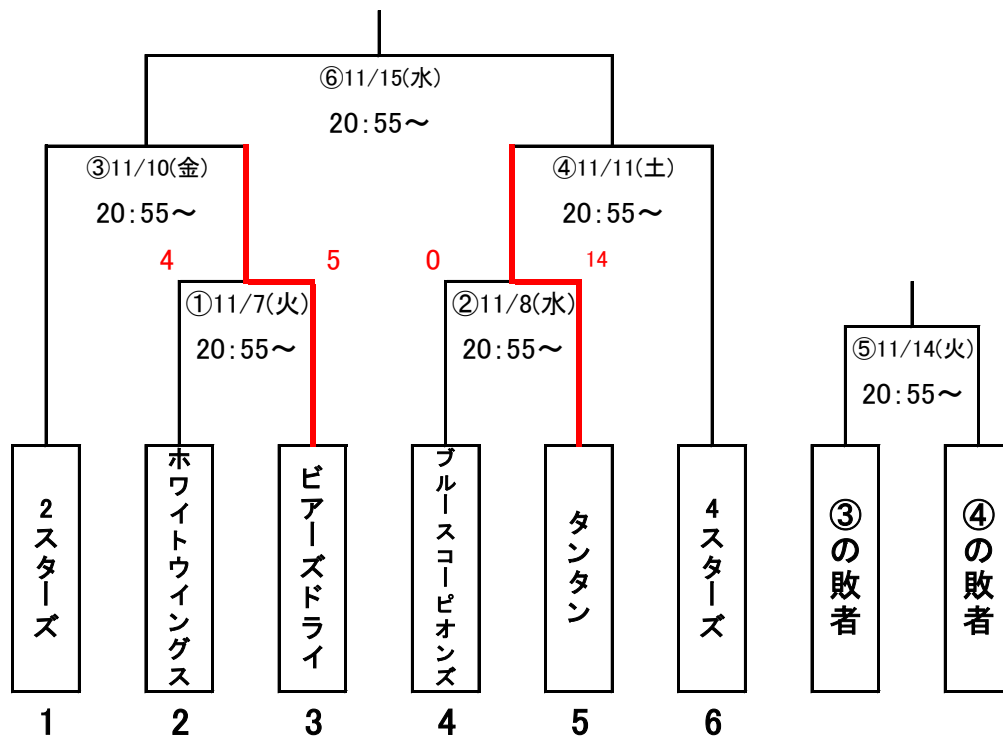 ⑥11/15(水)
20:55～
③11/10(金)
20:55～
④11/11(土)
20:55～
4
5
0
14
①11/7(火)
20:55～
②11/8(水)
20:55～
⑤11/14(火)
20:55～
2スターズ
ホワイトウイングス
ビアーズドライ
ブルースコーピオンズ
タンタン
4スターズ
③の敗者
④の敗者
1
2
3
4
5
6